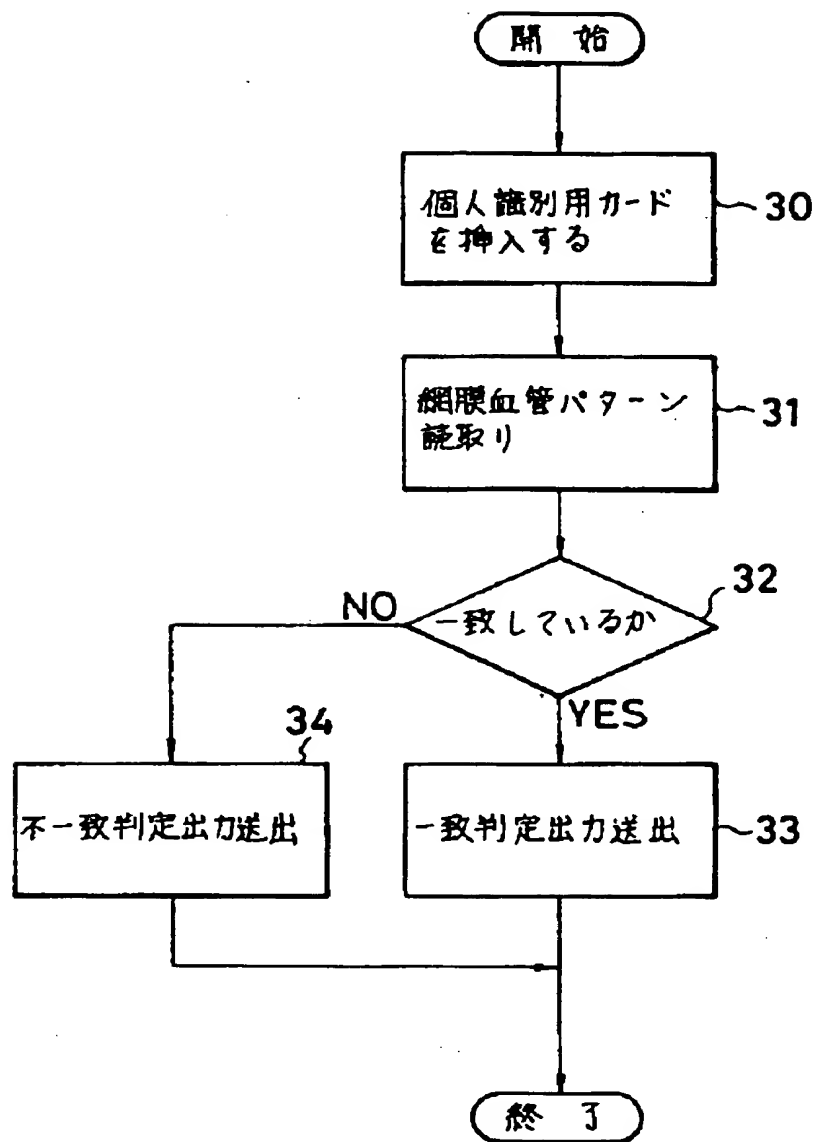 開 始
個人識別用カード
を挿入する
30
網膜血管パターン
読取り
31
32
一致しているか
NO
YES
34
不一致判定出力送出
一致判定出力送出
33
終 了